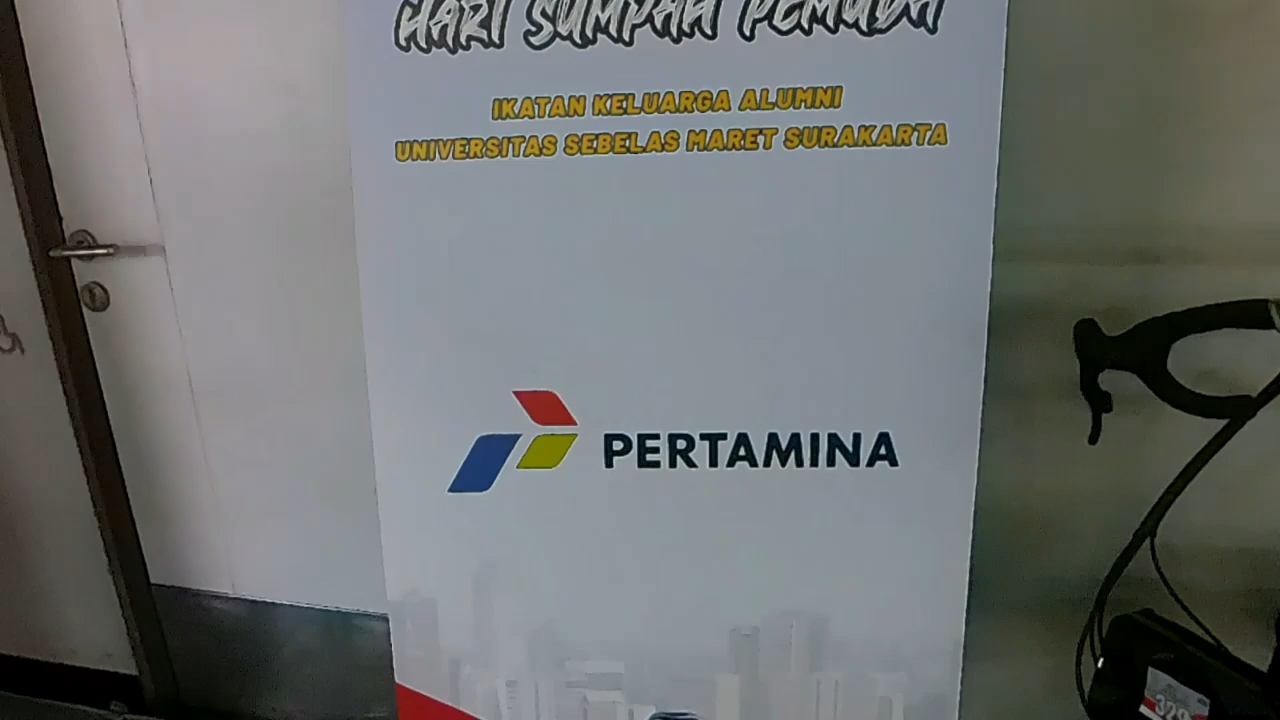 HARI SUMPAH PEMUDA
IKATAN KELUARGA ALUMNI
UNIVERSITAS SEBELAS MARET SURAKARTA
PERTAMINA